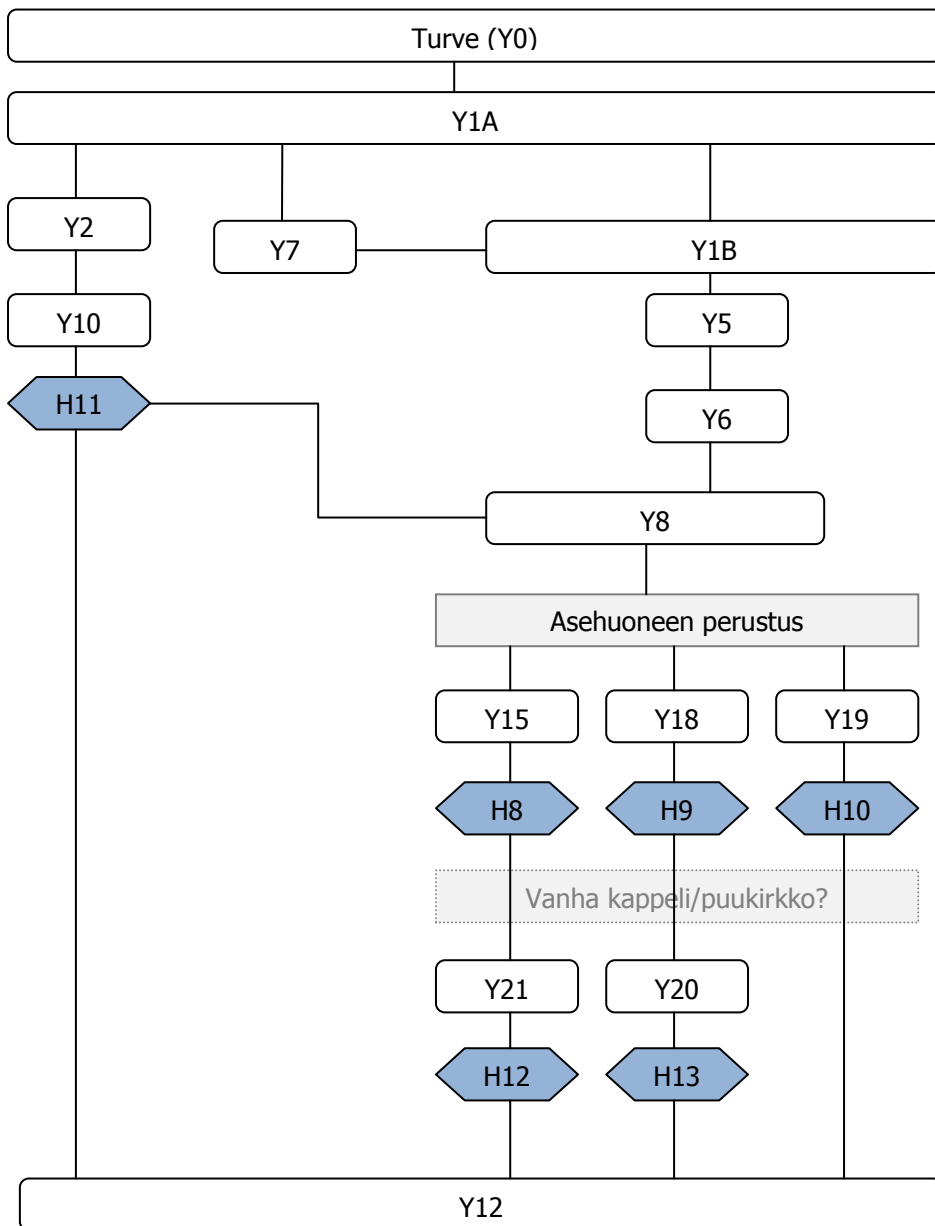 Turve (Y0)
Y1A
Y2
Y7
Y1B
Y10
Y5
H11
Y6
Y8
Asehuoneen perustus
Y15
Y18
Y19
H8
H9
H10
Vanha kappeli/puukirkko?
Y21
Y20
H12
H13
Y12